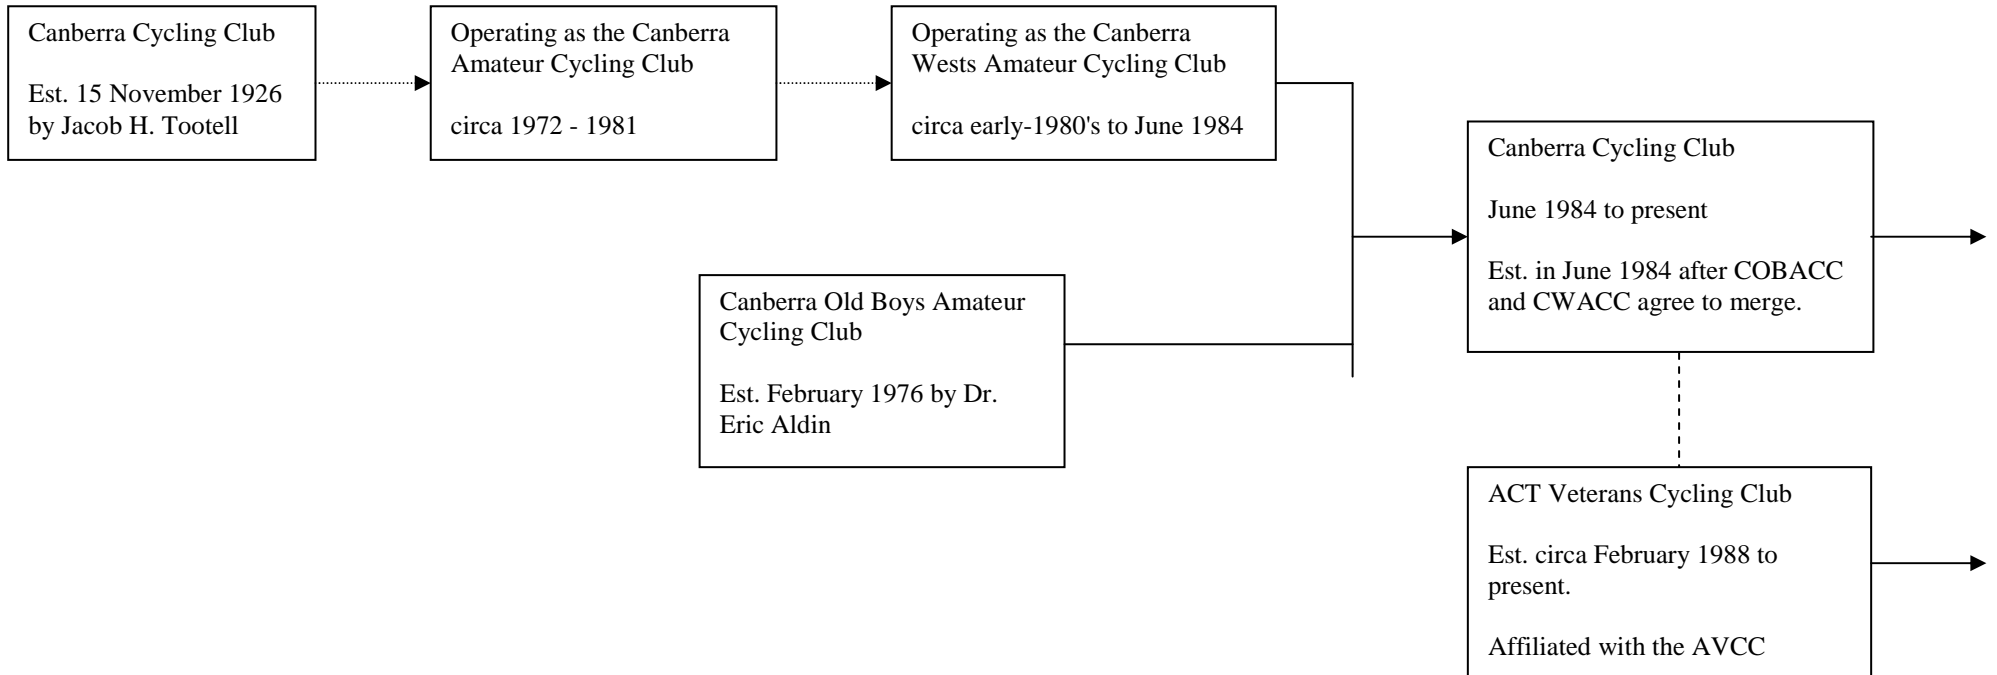 Canberra Cycling Club
Est. 15 November 1926
by Jacob H. Tootell
Operating as the Canberra
Amateur Cycling Club
circa 1972 - 1981
Operating as the Canberra
Wests Amateur Cycling Club
circa early-1980's to June 1984
Canberra Old Boys Amateur
Cycling Club
Est. February 1976 by Dr.
Eric Aldin
Canberra Cycling Club
June 1984 to present
Est. in June 1984 after COBACC
and CWACC agree to merge.
ACT Veterans Cycling Club
Est. circa February 1988 to
present.
Affiliated with the AVCC